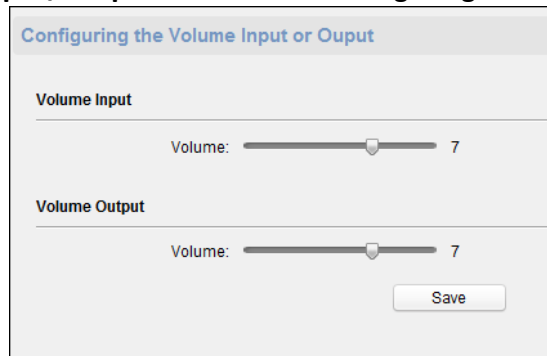 Configuring the Volume Input or Ouput
Volume Input
Volume: 7
Volume Output
Volume: 7
Save